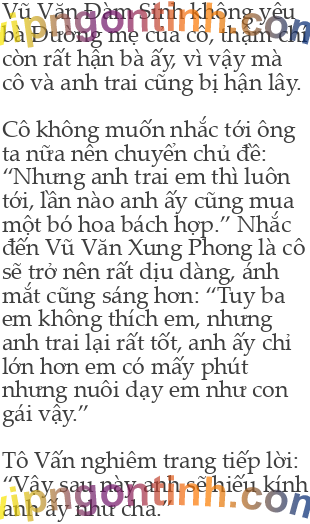 Vũ Văn Đàm Sinh không yêu
bà Đường mẹ của cô, thậm chí
còn rất hận bà ấy, vì vậy mà
cô và anh trai cũng bị hận lây.

Cô không muốn nhắc tới ông
ta nữa nên chuyển chủ đề:
“Nhưng anh trai em thì luôn
tới, lần nào anh ấy cũng mua
một bó hoa bách hợp.” Nhắc
đến Vũ Văn Xung Phong là cô
sẽ trở nên rất dịu dàng, ánh
mắt cũng sáng hơn: “Tuy ba
em không thích em, nhưng
anh trai lại rất tốt, anh ấy chỉ
lớn hơn em có mấy phút
nhưng nuôi dạy em như con
gái vậy.”

Tô Vấn nghiêm trang tiếp lời:
“Vậy sau này anh sẽ hiếu kính
anh ấy như cha.”
vipngontinh.com
vipngontinh.com